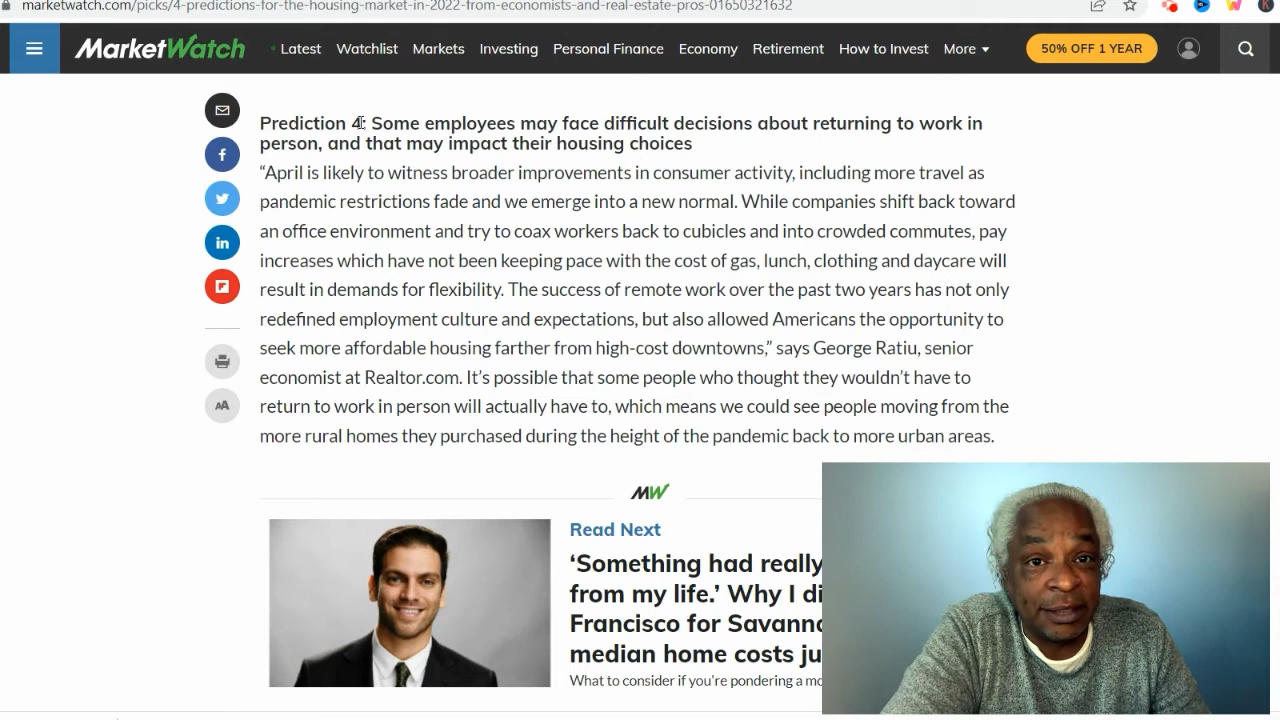 marketwatch.com/picks/4-predictions-for-the-housing-market-in-2022-from-economists-and-real-estate-pros-01650321632
MarketWatch
Latest Watchlist Markets Investing Personal Finance Economy Retirement How to Invest More 50% OFF 1 YEAR
Prediction 4: Some employees may face difficult decisions about returning to work in
person, and that may impact their housing choices
“April is likely to witness broader improvements in consumer activity, including more travel as
pandemic restrictions fade and we emerge into a new normal. While companies shift back toward
an office environment and try to coax workers back to cubicles and into crowded commutes, pay
increases which have not been keeping pace with the cost of gas, lunch, clothing and daycare will
result in demands for flexibility. The success of remote work over the past two years has not only
redefined employment culture and expectations, but also allowed Americans the opportunity to
seek more affordable housing farther from high-cost downtowns,” says George Ratiu, senior
economist at Realtor.com. It’s possible that some people who thought they wouldn’t have to
return to work in person will actually have to, which means we could see people moving from the
more rural homes they purchased during the height of the pandemic back to more urban areas.
MW
Read Next
‘Something had really
from my life.’ Why I di
Francisco for Savanno
median home costs ju
What to consider if you're pondering a mo
f
in
AA